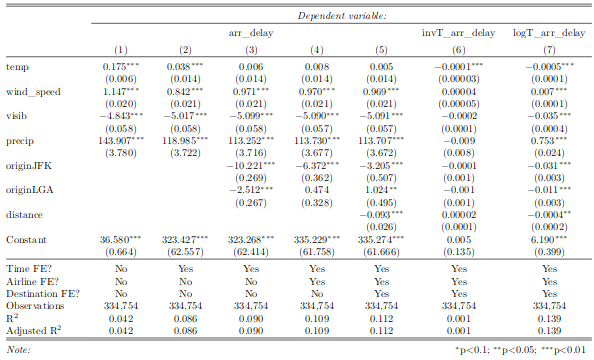 Dependent variable:
arr_delay invT_arr_delay logT_arr_delay
(1) (2) (3) (4) (5) (6) (7)
temp 0.175*** 0.038*** 0.006 0.008 0.005 −0.0001*** −0.0005***
(0.006) (0.014) (0.014) (0.014) (0.014) (0.00003) (0.0001)
wind_speed 1.147*** 0.842*** 0.971*** 0.970*** 0.969*** 0.00004 0.007***
(0.020) (0.021) (0.021) (0.021) (0.021) (0.00005) (0.0001)
visib −4.843*** −5.017*** −5.099*** −5.090*** −5.091*** −0.0002 −0.035***
(0.058) (0.058) (0.058) (0.057) (0.057) (0.0001) (0.0004)
precip 143.907*** 118.985*** 113.252*** 113.730*** 113.707*** −0.009 0.753***
(3.780) (3.722) (3.716) (3.677) (3.672) (0.008) (0.024)
originJFK −10.221*** −6.372*** −3.205*** −0.0001 −0.031***
(0.269) (0.362) (0.507) (0.001) (0.003)
originLGA −2.512*** 0.474 1.024** −0.001 −0.011***
(0.267) (0.328) (0.495) (0.001) (0.003)
distance −0.093*** 0.00002 −0.0004**
(0.026) (0.0001) (0.0002)
Constant 36.580*** 323.427*** 323.268*** 335.229*** 335.274*** 0.005 6.190***
(0.664) (62.557) (62.414) (61.758) (61.666) (0.135) (0.399)
Time FE? No Yes Yes Yes Yes Yes Yes
Airline FE? No No No Yes Yes Yes Yes
Destination FE? No No No No Yes Yes Yes
Observations 334,754 334,754 334,754 334,754 334,754 334,754 334,754
R² 0.042 0.086 0.090 0.109 0.112 0.001 0.139
Adjusted R² 0.042 0.086 0.090 0.109 0.112 0.001 0.139
Note: *p<0.1; **p<0.05; ***p<0.01